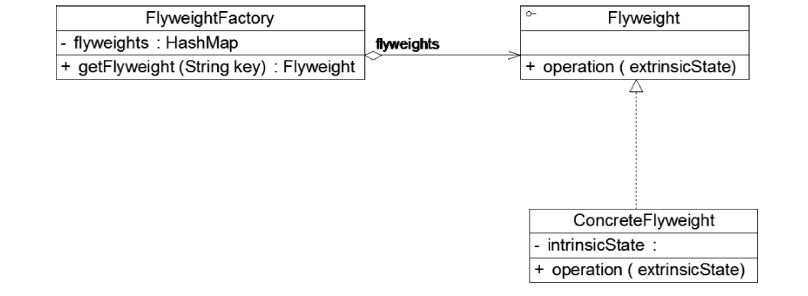 FlyweightFactory
- flyweights : HashMap
+ getFlyweight (String key) : Flyweight
flyweights
Flyweight
+ operation ( extrinsicState)
ConcreteFlyweight
- intrinsicState :
+ operation ( extrinsicState)